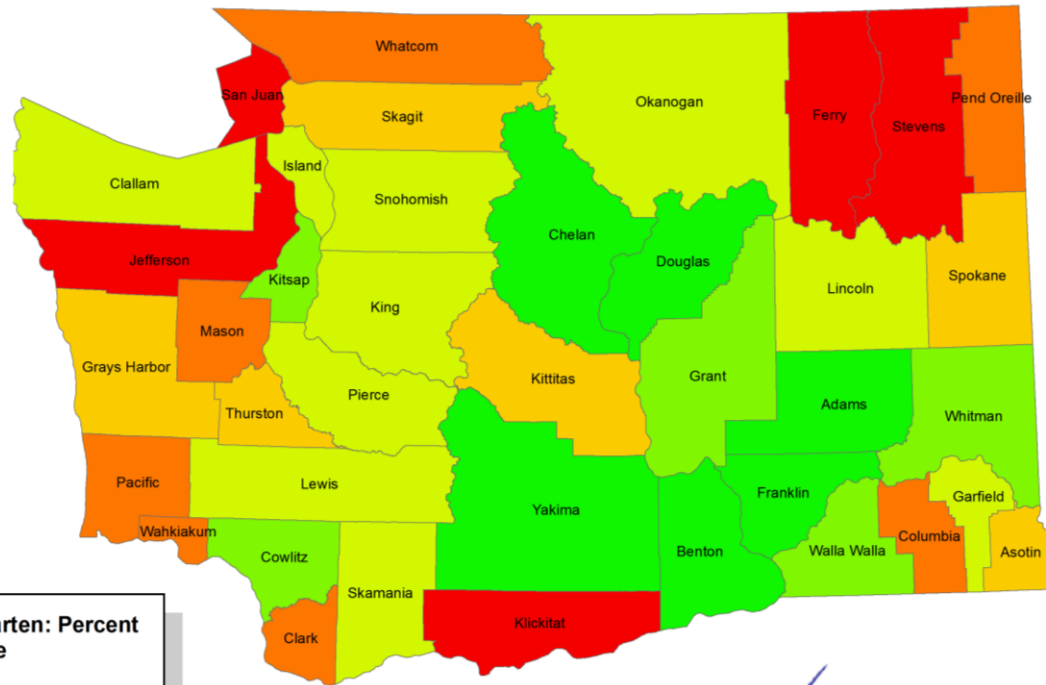 Whatcom
San Juan
Skagit
Okanogan
Ferry
Stevens
Pend Oreille
Clallam
Island
Snohomish
Chelan
Douglas
Jefferson
Kitsap
King
Lincoln
Spokane
Mason
Grays Harbor
Kittitas
Grant
Thurston
Pierce
Adams
Whitman
Pacific
Lewis
Yakima
Franklin
Garfield
Wahkiakum
Cowlitz
Benton
Walla Walla
Columbia
Asotin
Skamania
Clark
Klickitat
arten: Percent
e